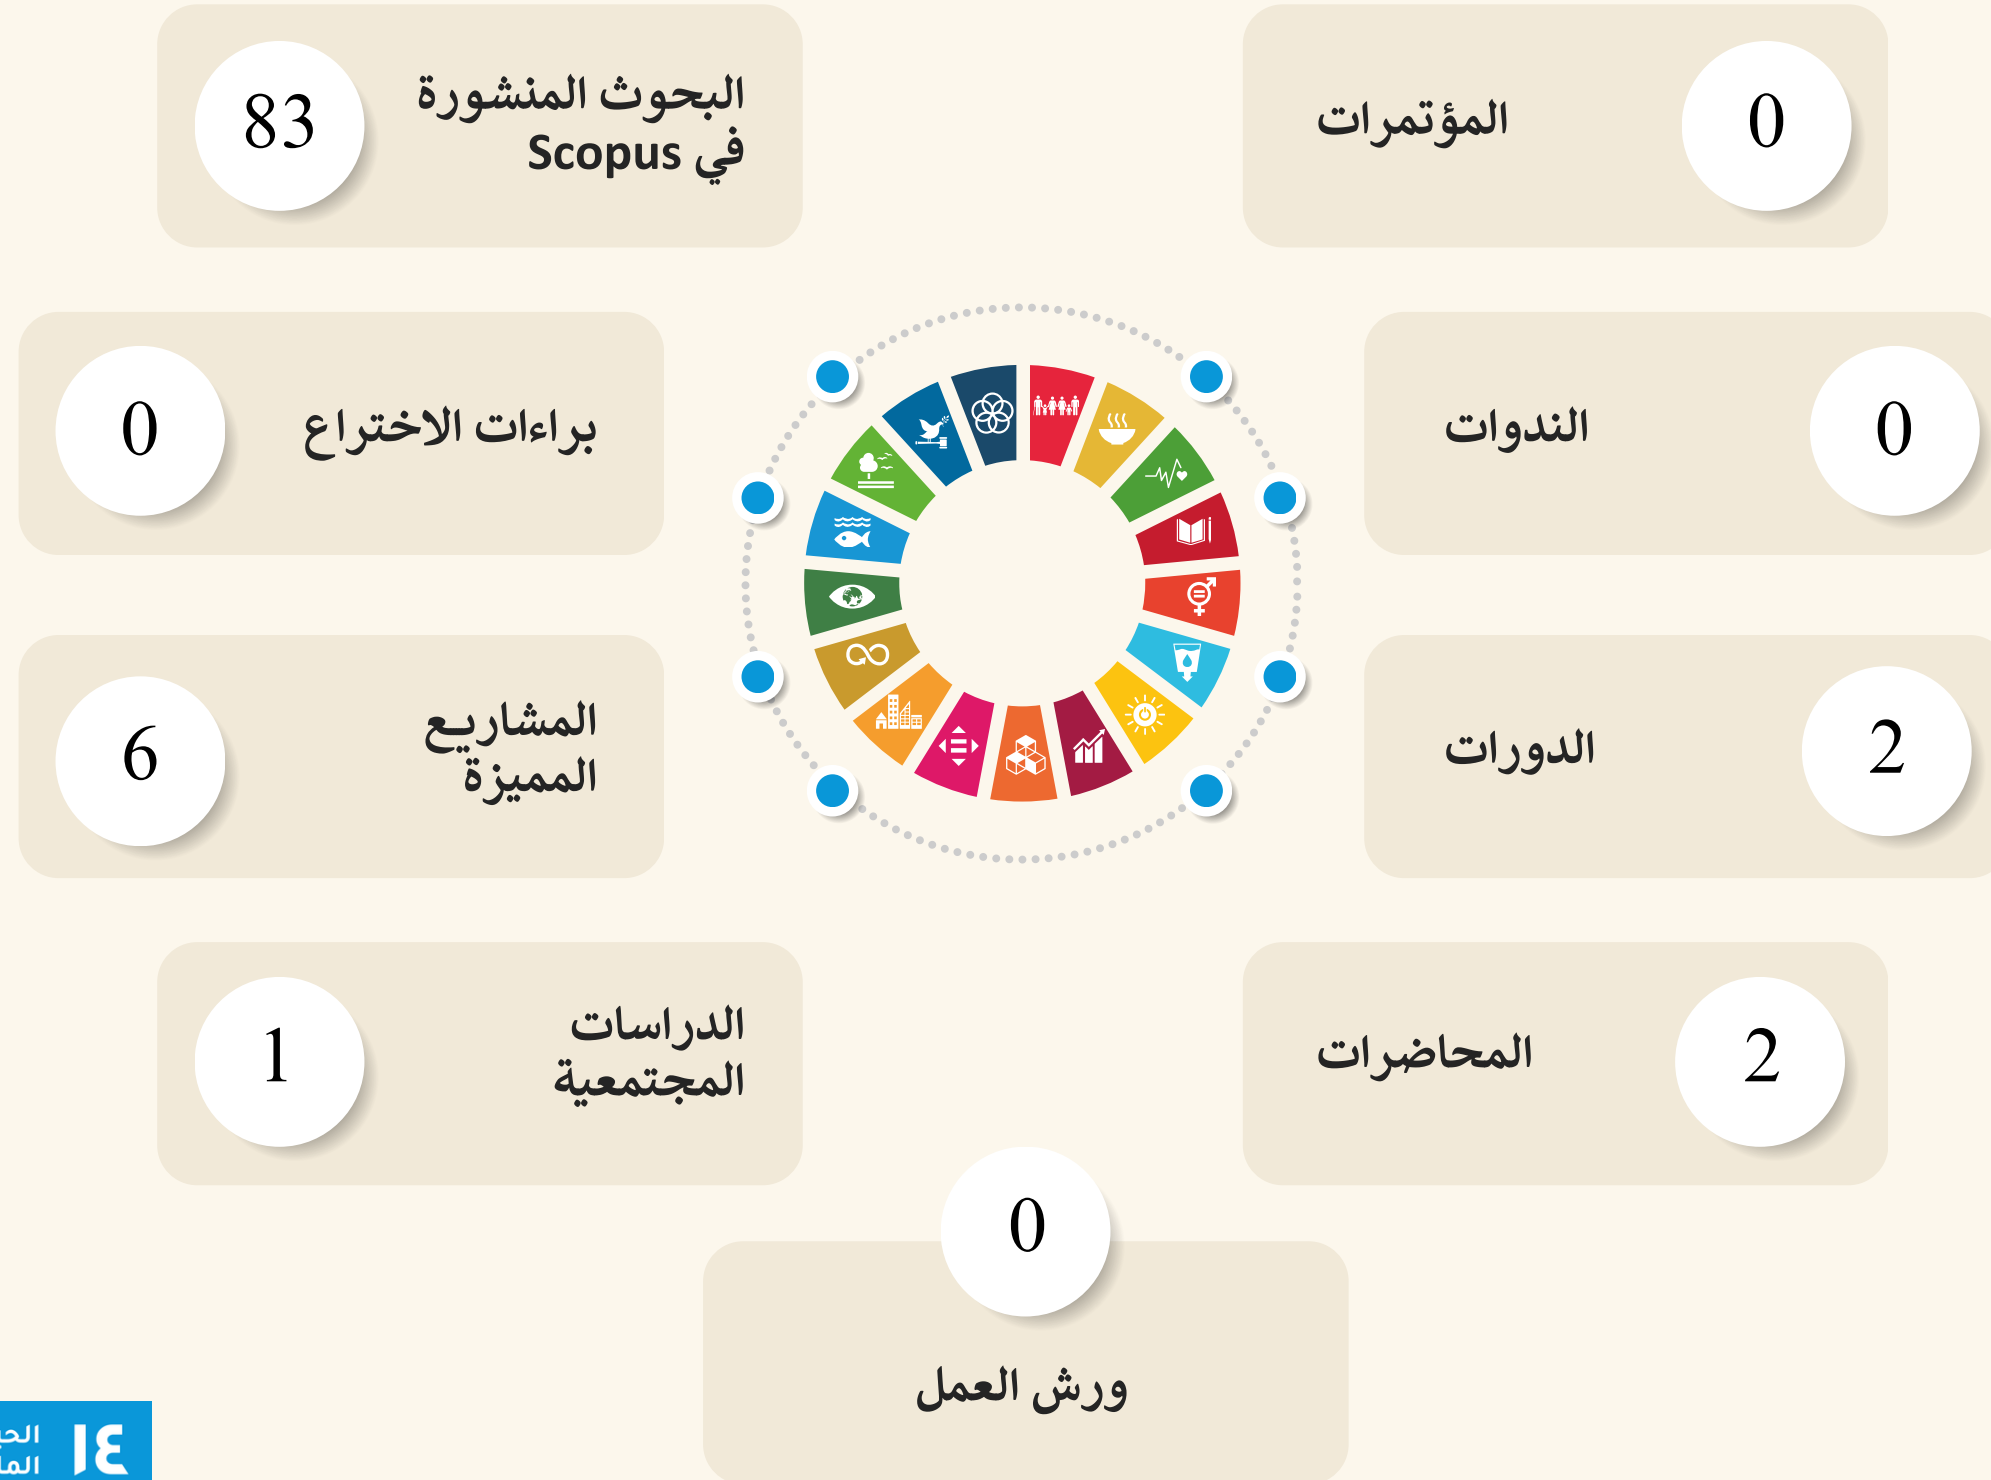 0
المؤتمرات
البحوث المنشورة
في Scopus
83
0
الندوات
براءات الاختراع
0
2
الدورات
المشاريع
المميزة
6
2
المحاضرات
الدراسات
المجتمعية
1
0
ورش العمل
١٤